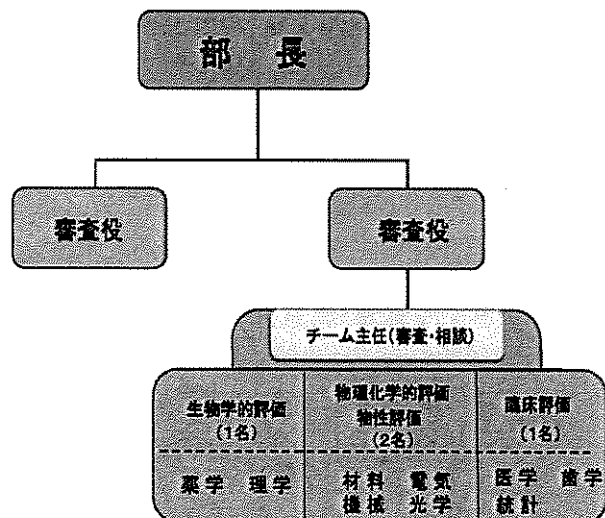 部 長
審査役
審査役
チーム主任(審査・相談)
生物学的評価
(1名)
物理化学的評価
物性評価
(2名)
臨床評価
(1名)
薬学 理学
材料 電気
機械 光学
医学 歯学
統計